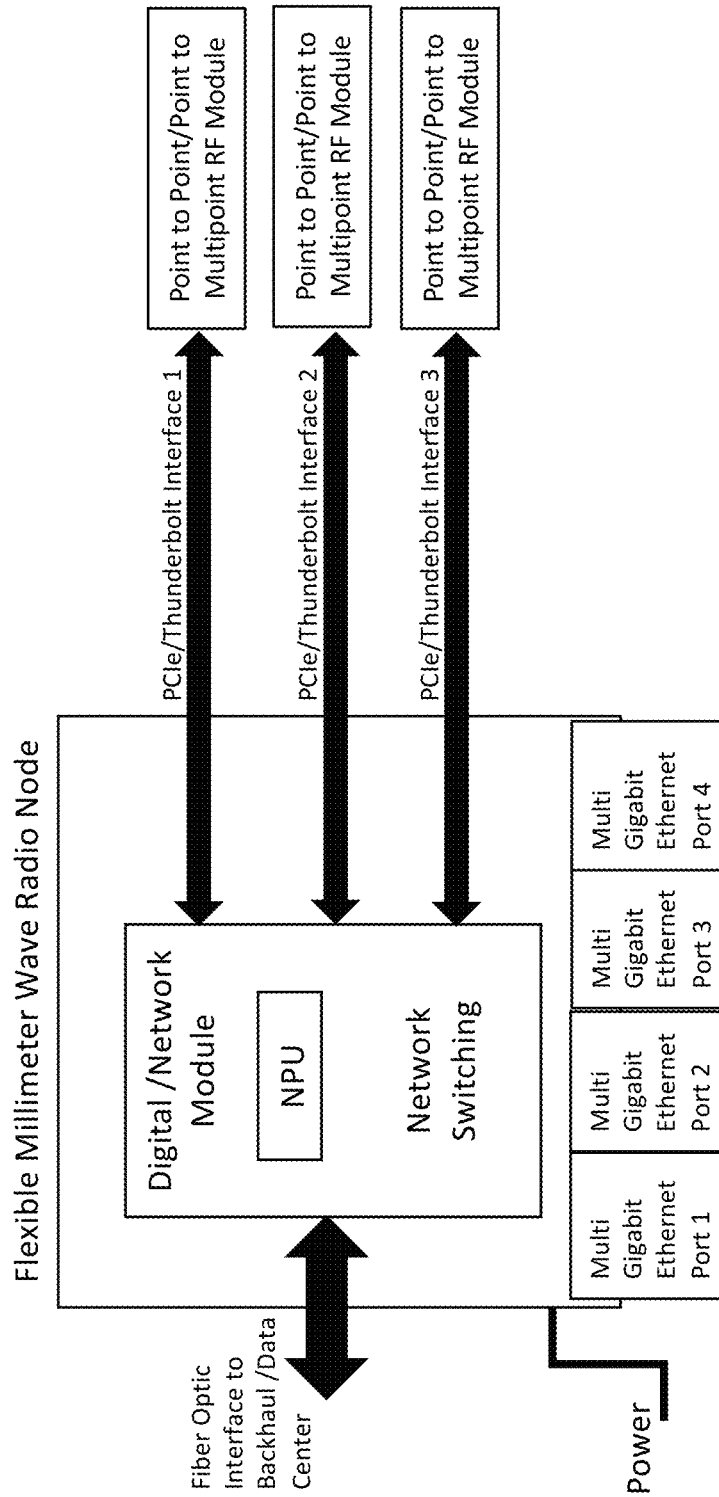 Flexible Millimeter Wave Radio Node
Fiber Optic
Interface to
Backhaul /Data
Center
Digital /Network
Module
NPU
Network
Switching
PCIe/Thunderbolt Interface 1
PCIe/Thunderbolt Interface 2
PCIe/Thunderbolt Interface 3
Point to Point/Point to
Multipoint RF Module
Point to Point/Point to
Multipoint RF Module
Point to Point/Point to
Multipoint RF Module
Multi
Gigabit
Ethernet
Port 1
Multi
Gigabit
Ethernet
Port 2
Multi
Gigabit
Ethernet
Port 3
Multi
Gigabit
Ethernet
Port 4
Power